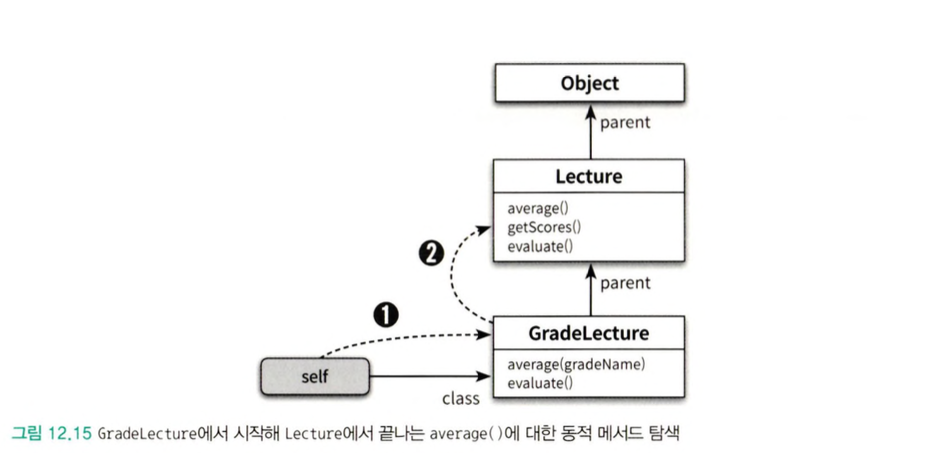 Object
parent
Lecture
average()
getScores()
evaluate()
❷
parent
❶
GradeLecture
average(gradeName)
evaluate()
self
class
그림 12.15 GradeLecture에서 시작해 Lecture에서 끝나는 average()에 대한 동적 메서드 탐색